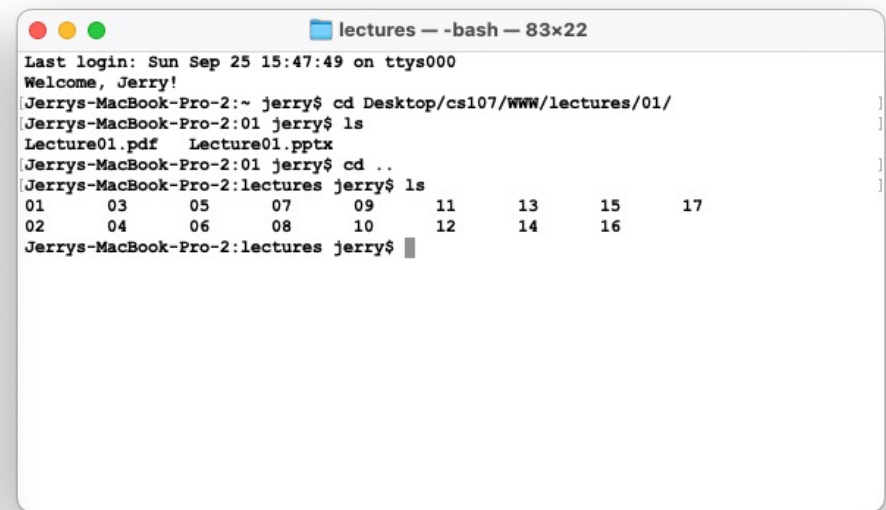 lectures — -bash — 83×22
Last login: Sun Sep 25 15:47:49 on ttys000
Welcome, Jerry!
[Jerrys-MacBook-Pro-2:~ jerry$ cd Desktop/cs107/WWW/lectures/01/ ]
[Jerrys-MacBook-Pro-2:01 jerry$ ls ]
Lecture01.pdf Lecture01.pptx
[Jerrys-MacBook-Pro-2:01 jerry$ cd .. ]
[Jerrys-MacBook-Pro-2:lectures jerry$ ls ]
01 03 05 07 09 11 13 15 17
02 04 06 08 10 12 14 16
Jerrys-MacBook-Pro-2:lectures jerry$